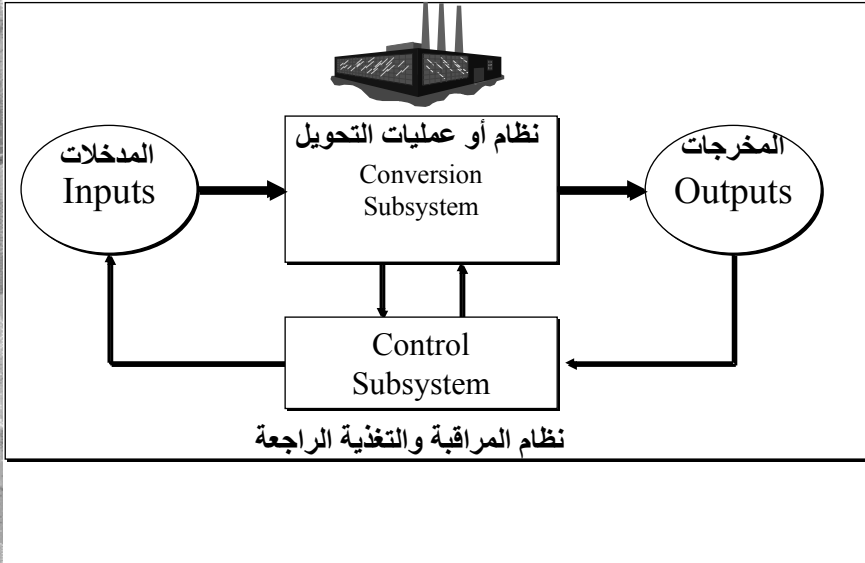 نظام أو عمليات التحويل
Conversion
Subsystem
المدخلات
Inputs
المخرجات
Outputs
Control
Subsystem
نظام المراقبة والتغذية الراجعة